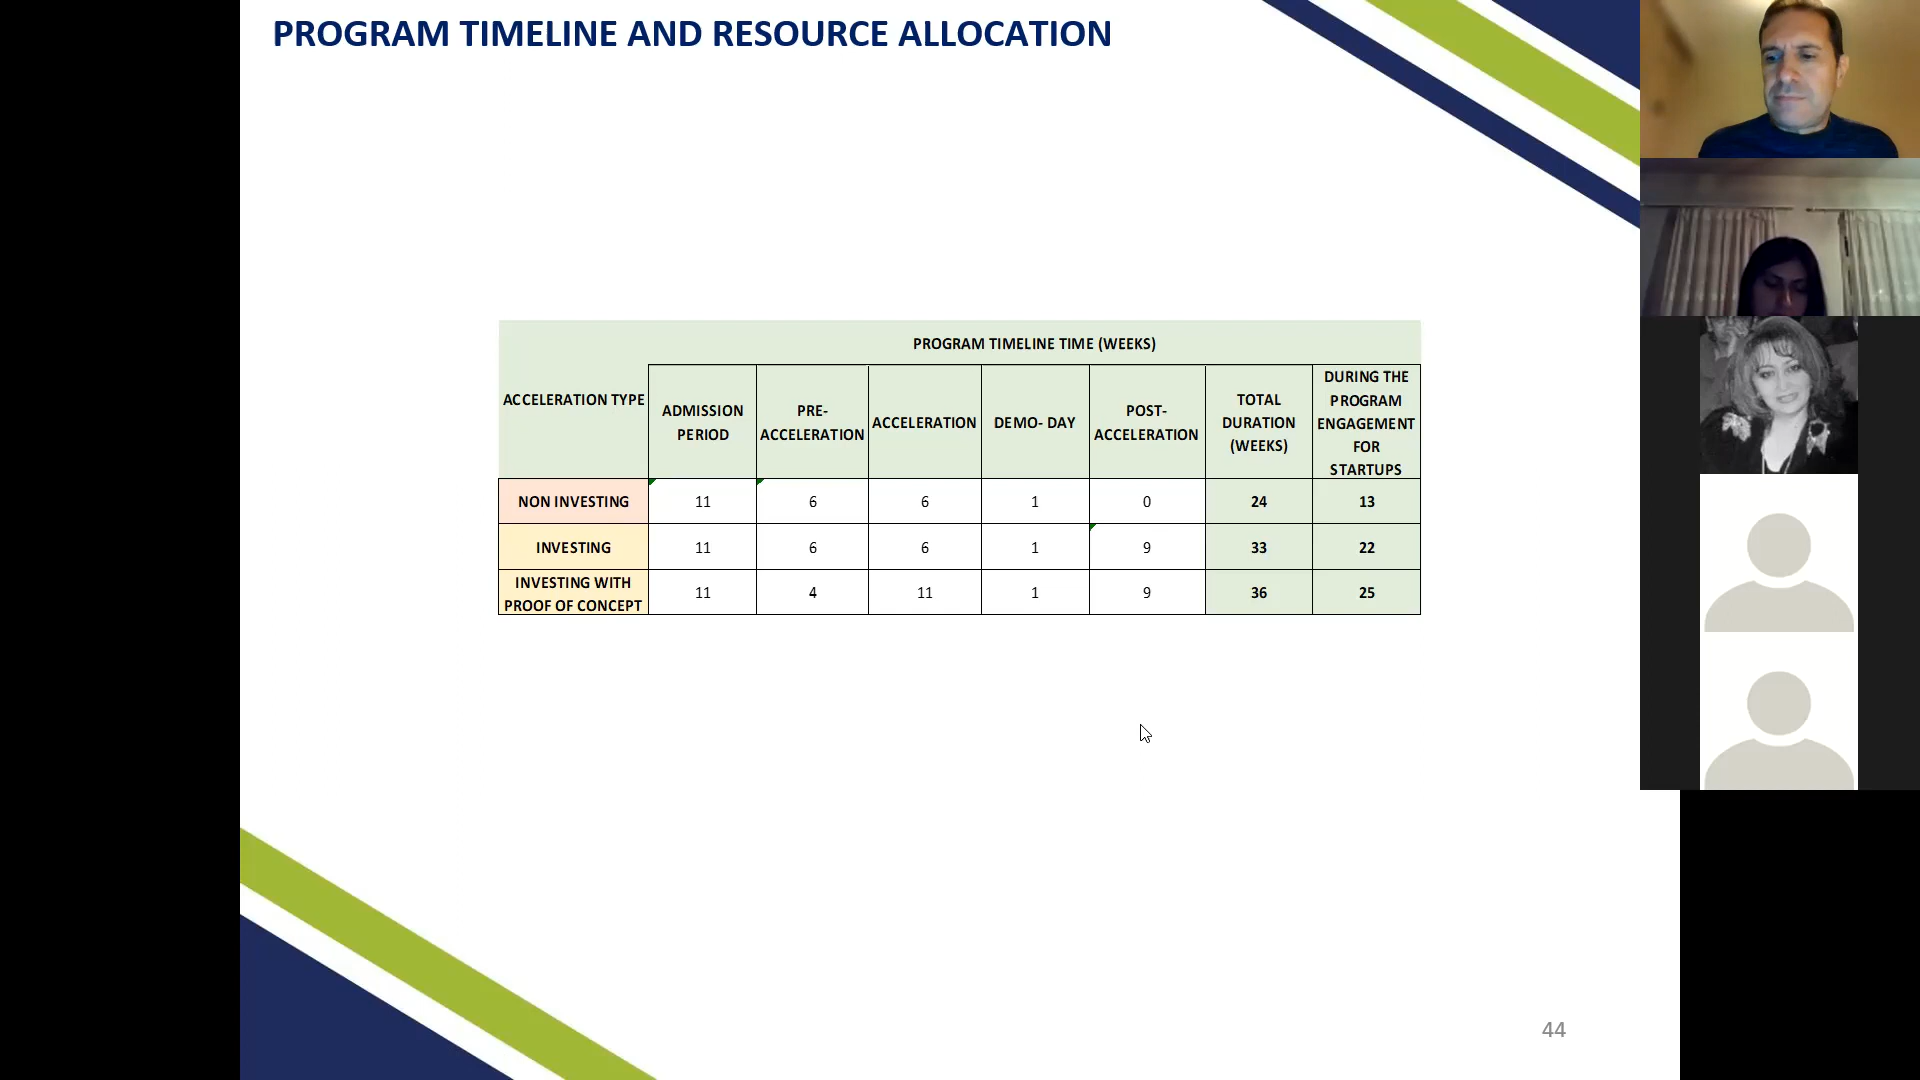 PROGRAM TIMELINE AND RESOURCE ALLOCATION
PROGRAM TIMELINE TIME (WEEKS)
ACCELERATION TYPE
ADMISSION
PERIOD
PRE-
ACCELERATION
ACCELERATION
DEMO- DAY
POST-
ACCELERATION
TOTAL
DURATION
(WEEKS)
DURING THE
PROGRAM
ENGAGEMENT
FOR
STARTUPS
NON INVESTING 11 6 6 1 0 24 13
INVESTING 11 6 6 1 9 33 22
INVESTING WITH
PROOF OF CONCEPT 11 4 11 1 9 36 25
44